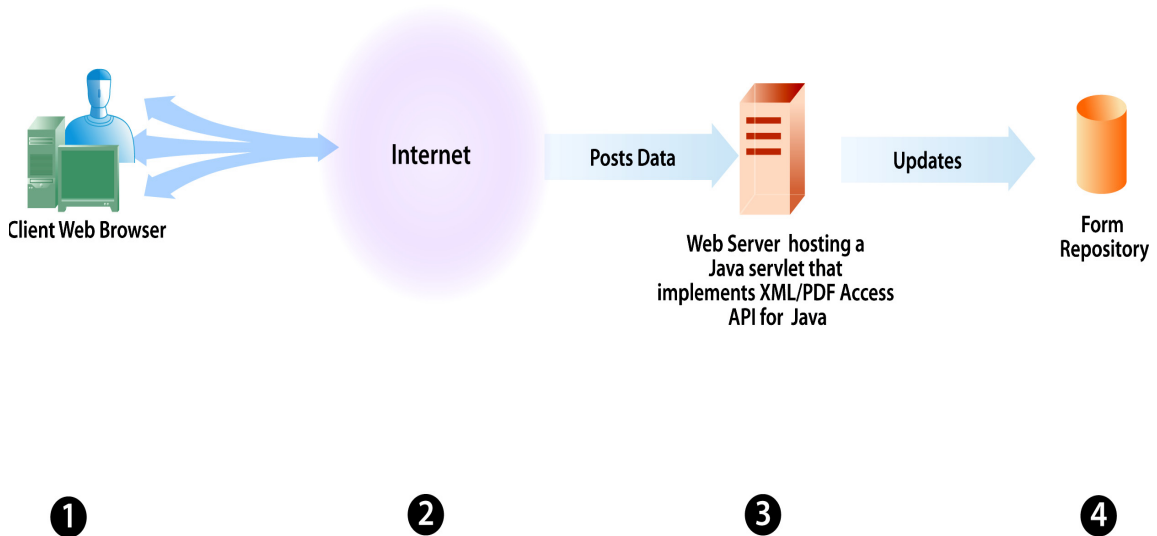 Internet
Posts Data
Updates
Client Web Browser
Web Server hosting a
Java servlet that
implements XML/PDF Access
API for Java
Form
Repository
1
2
3
4